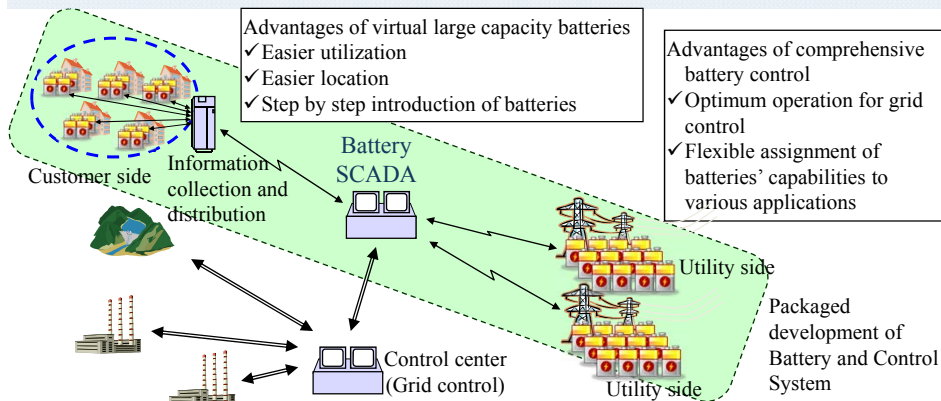 Advantages of virtual large capacity batteries
✓Easier utilization
✓Easier location
✓Step by step introduction of batteries
Advantages of comprehensive
battery control
✓Optimum operation for grid
control
✓Flexible assignment of
batteries’ capabilities to
various applications
Customer side
Information
collection and
distribution
Battery
SCADA
Utility side
Utility side
Packaged
development of
Battery and Control
System
Control center
(Grid control)